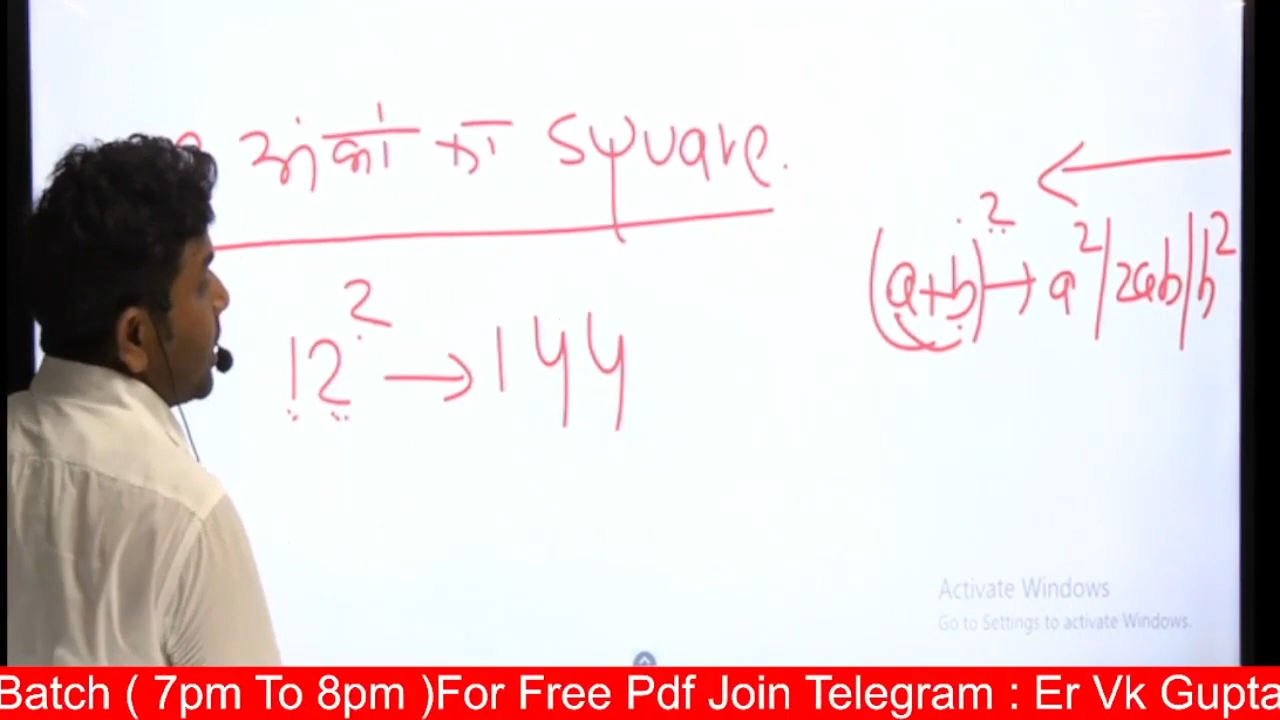 अंकों का square.
(a+b)² → a²/2ab/b²
12² → 144
Activate Windows
Go to Settings to activate Windows.
Batch ( 7pm To 8pm )For Free Pdf Join Telegram : Er Vk Gupta